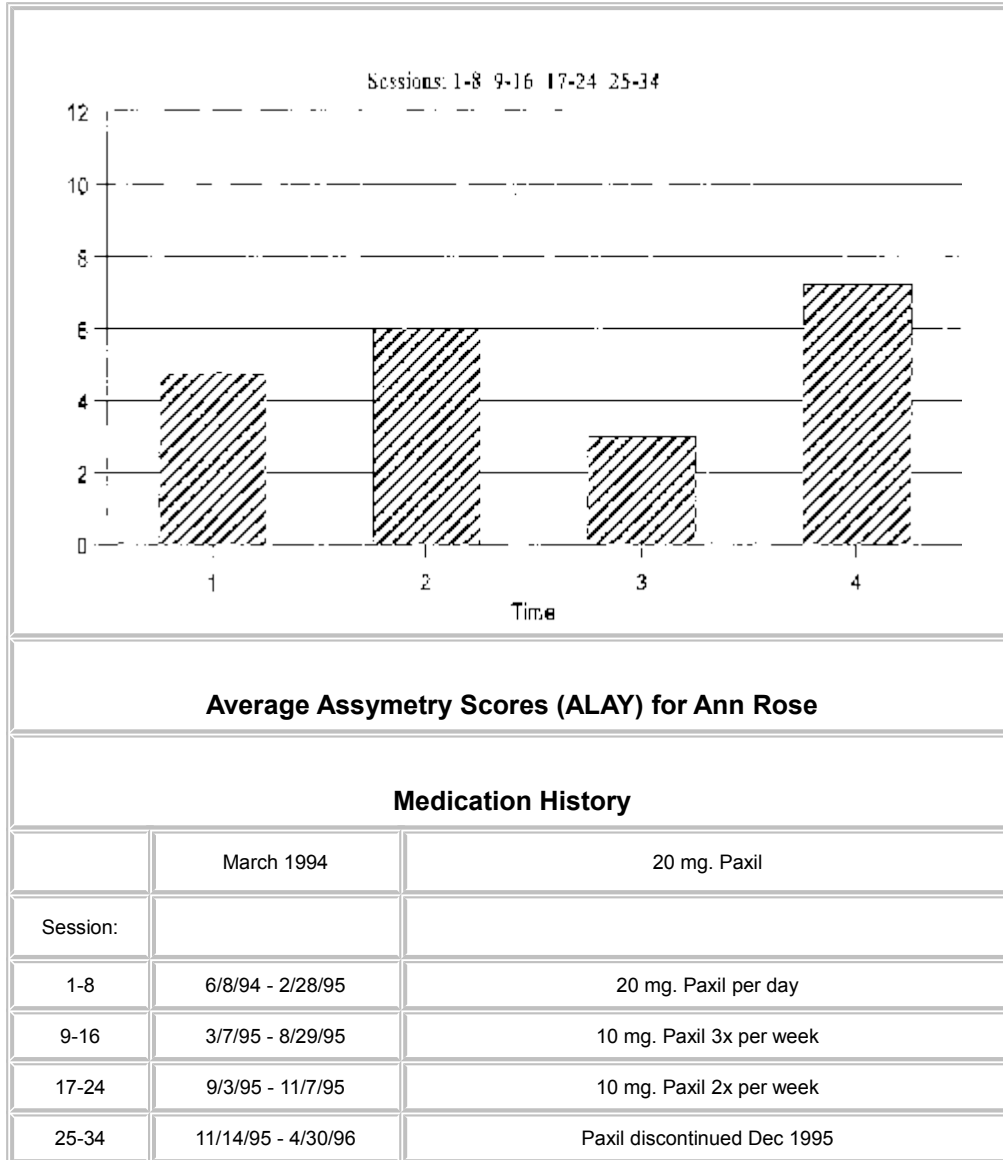 Sessions: 1-8 9-16 17-24 25-34
12
10
8
6
4
2
0
1 2 3 4
Time
Average Assymetry Scores (ALAY) for Ann Rose
Medication History
March 1994 20 mg. Paxil
Session:
1-8 6/8/94 - 2/28/95 20 mg. Paxil per day
9-16 3/7/95 - 8/29/95 10 mg. Paxil 3x per week
17-24 9/3/95 - 11/7/95 10 mg. Paxil 2x per week
25-34 11/14/95 - 4/30/96 Paxil discontinued Dec 1995